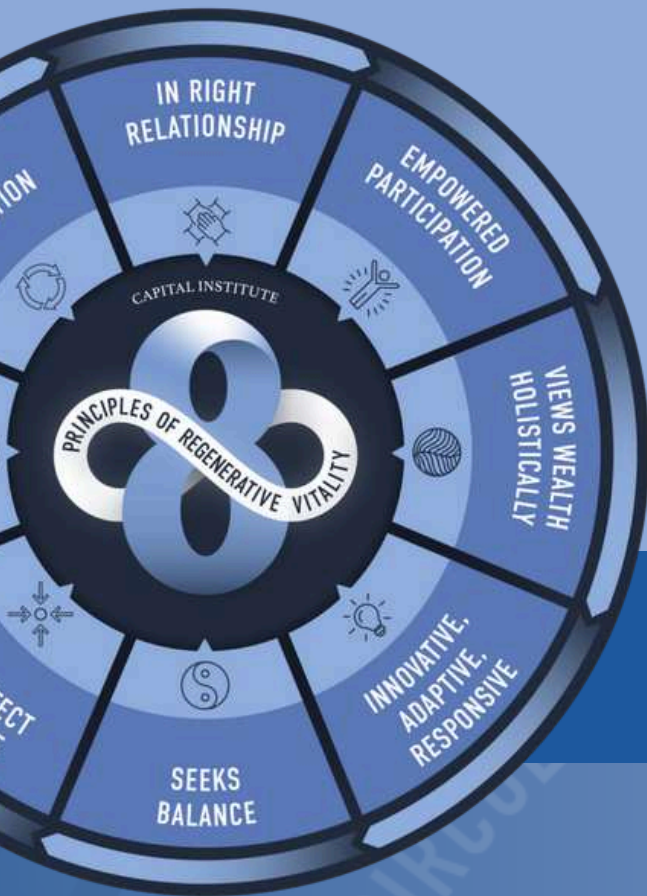 IN RIGHT
RELATIONSHIP
EMPOWERED
PARTICIPATION
VIEWS WEALTH
HOLISTICALLY
INNOVATIVE,
ADAPTIVE,
RESPONSIVE
SEEKS
BALANCE
CAPITAL INSTITUTE
8
PRINCIPLES OF REGENERATIVE VITALITY